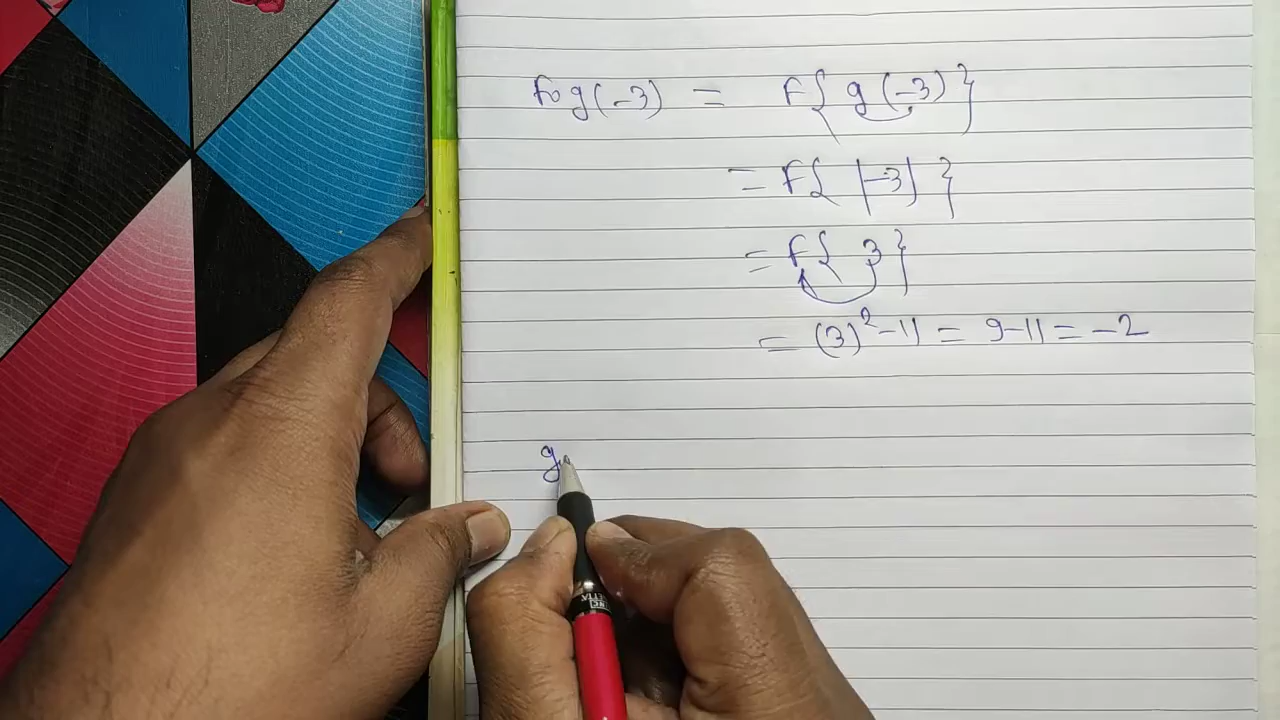 fog(-3) = f{ g(-3) }
= f{ |-3| }
= f{ 3 }
= (3)² - 11 = 9 - 11 = -2
g